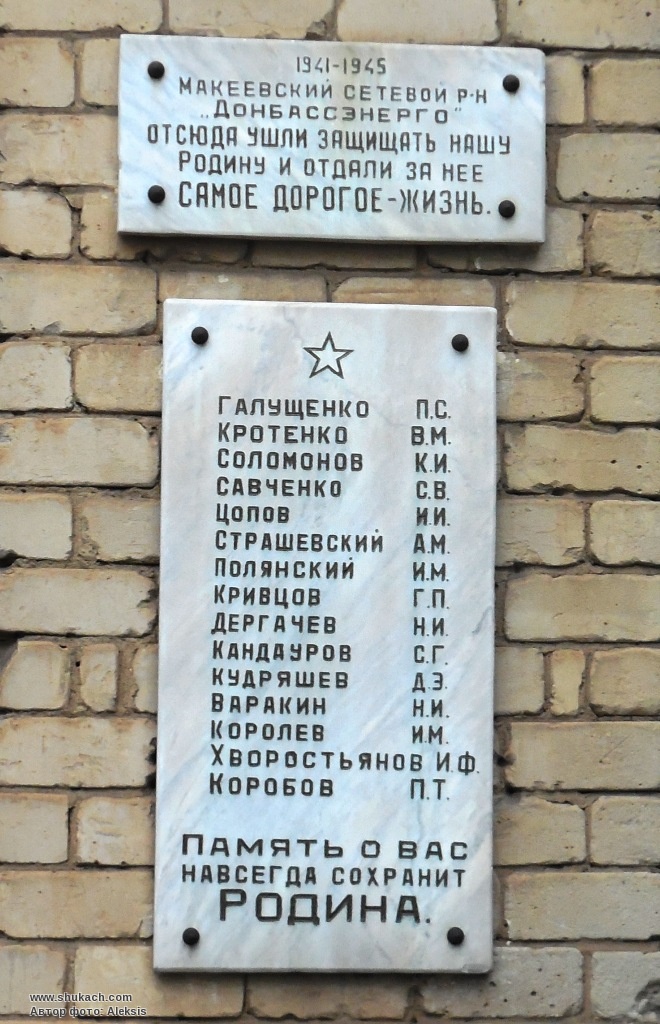 1941-1945
МАКЕЕВСКИЙ СЕТЕВОЙ Р-Н
„ДОНБАССЭНЕРГО"
ОТСЮДА УШЛИ ЗАЩИЩАТЬ НАШУ
РОДИНУ И ОТДАЛИ ЗА НЕЕ
САМОЕ ДОРОГОЕ-ЖИЗНЬ.
ГАЛУЩЕНКО П.С.
КРОТЕНКО В.М.
СОЛОМОНОВ К.И.
САВЧЕНКО С.В.
ЦОПОВ И.И.
СТРАШЕВСКИЙ А.М.
ПОЛЯНСКИЙ И.М.
КРИВЦОВ Г.П.
ДЕРГАЧЕВ Н.И.
КАНДАУРОВ С.Г.
КУДРЯШЕВ Д.З.
ВАРАКИН Н.И.
КОРОЛЕВ И.М.
ХВОРОСТЬЯНОВ И.Ф.
КОРОБОВ П.Т.
ПАМЯТЬ О ВАС
НАВСЕГДА СОХРАНИТ
РОДИНА.
www.shukach.com
Автор фото: Aleksis